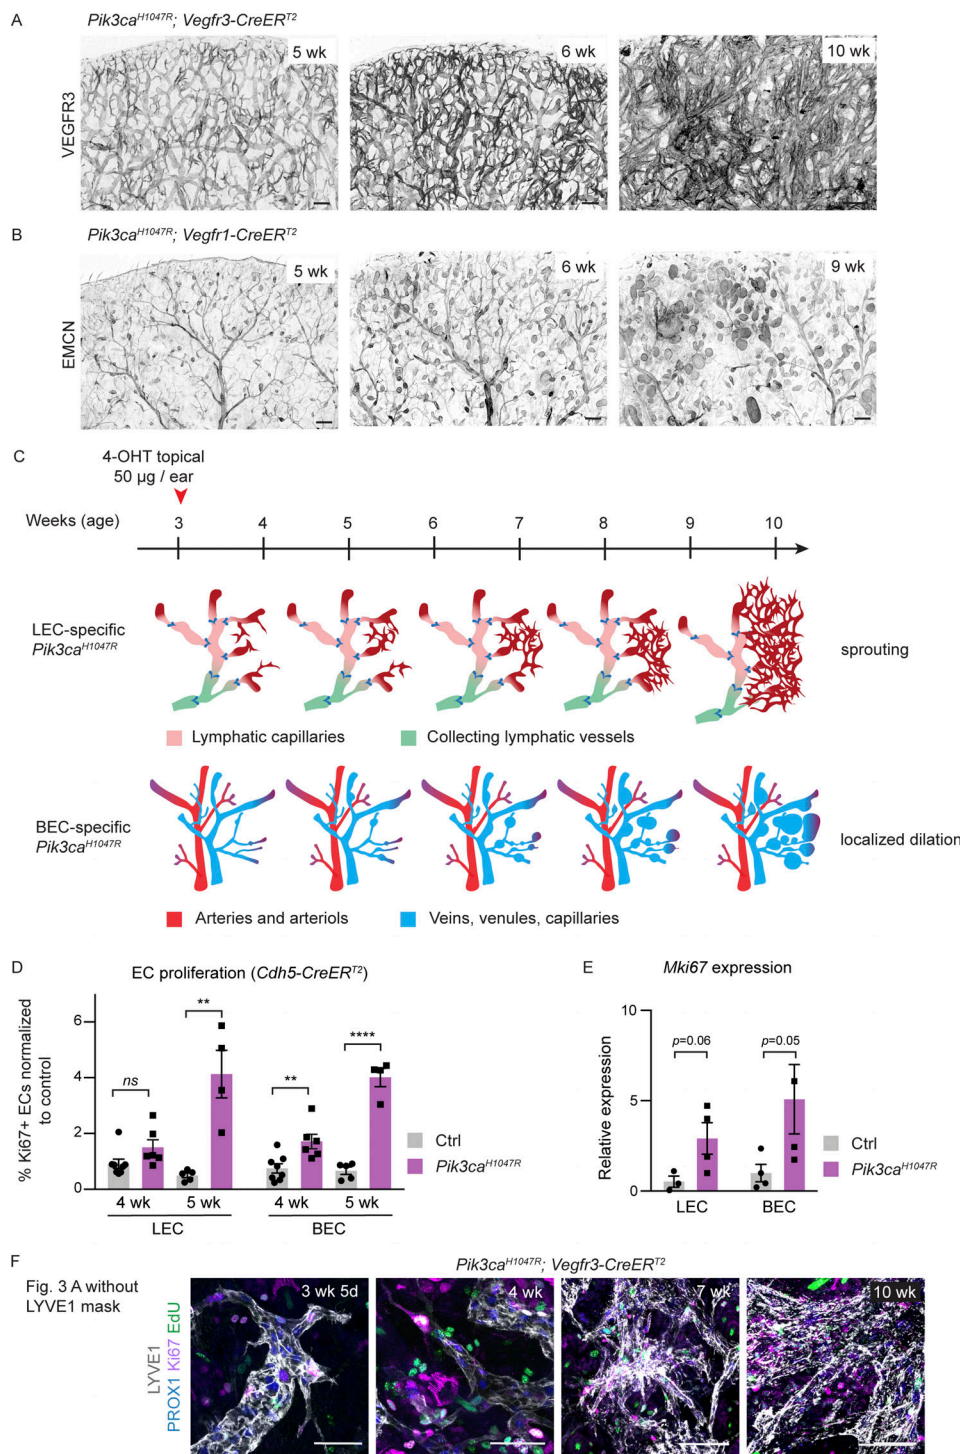 A
Pik3caH1047R; Vegfr3-CreERT2
VEGFR3
5 wk
6 wk
10 wk
B
Pik3caH1047R; Vegfr1-CreERT2
EMCN
5 wk
6 wk
9 wk
C
4-OHT topical
50 µg / ear
Weeks (age)
3 4 5 6 7 8 9 10
LEC-specific
Pik3caH1047R
sprouting
Lymphatic capillaries
Collecting lymphatic vessels
BEC-specific
Pik3caH1047R
localized dilation
Arteries and arteriols
Veins, venules, capillaries
D
EC proliferation (Cdh5-CreERT2)
% Ki67+ ECs normalized
to control
6
4
2
0
ns
**
**
****
4 wk 5 wk 4 wk 5 wk
LEC BEC
Ctrl
Pik3caH1047R
E
Mki67 expression
Relative expression
10
5
0
p=0.06
p=0.05
LEC BEC
Ctrl
Pik3caH1047R
F
Pik3caH1047R; Vegfr3-CreERT2
Fig. 3 A without
LYVE1 mask
LYVE1
PROX1 Ki67 EdU
3 wk 5d
4 wk
7 wk
10 wk